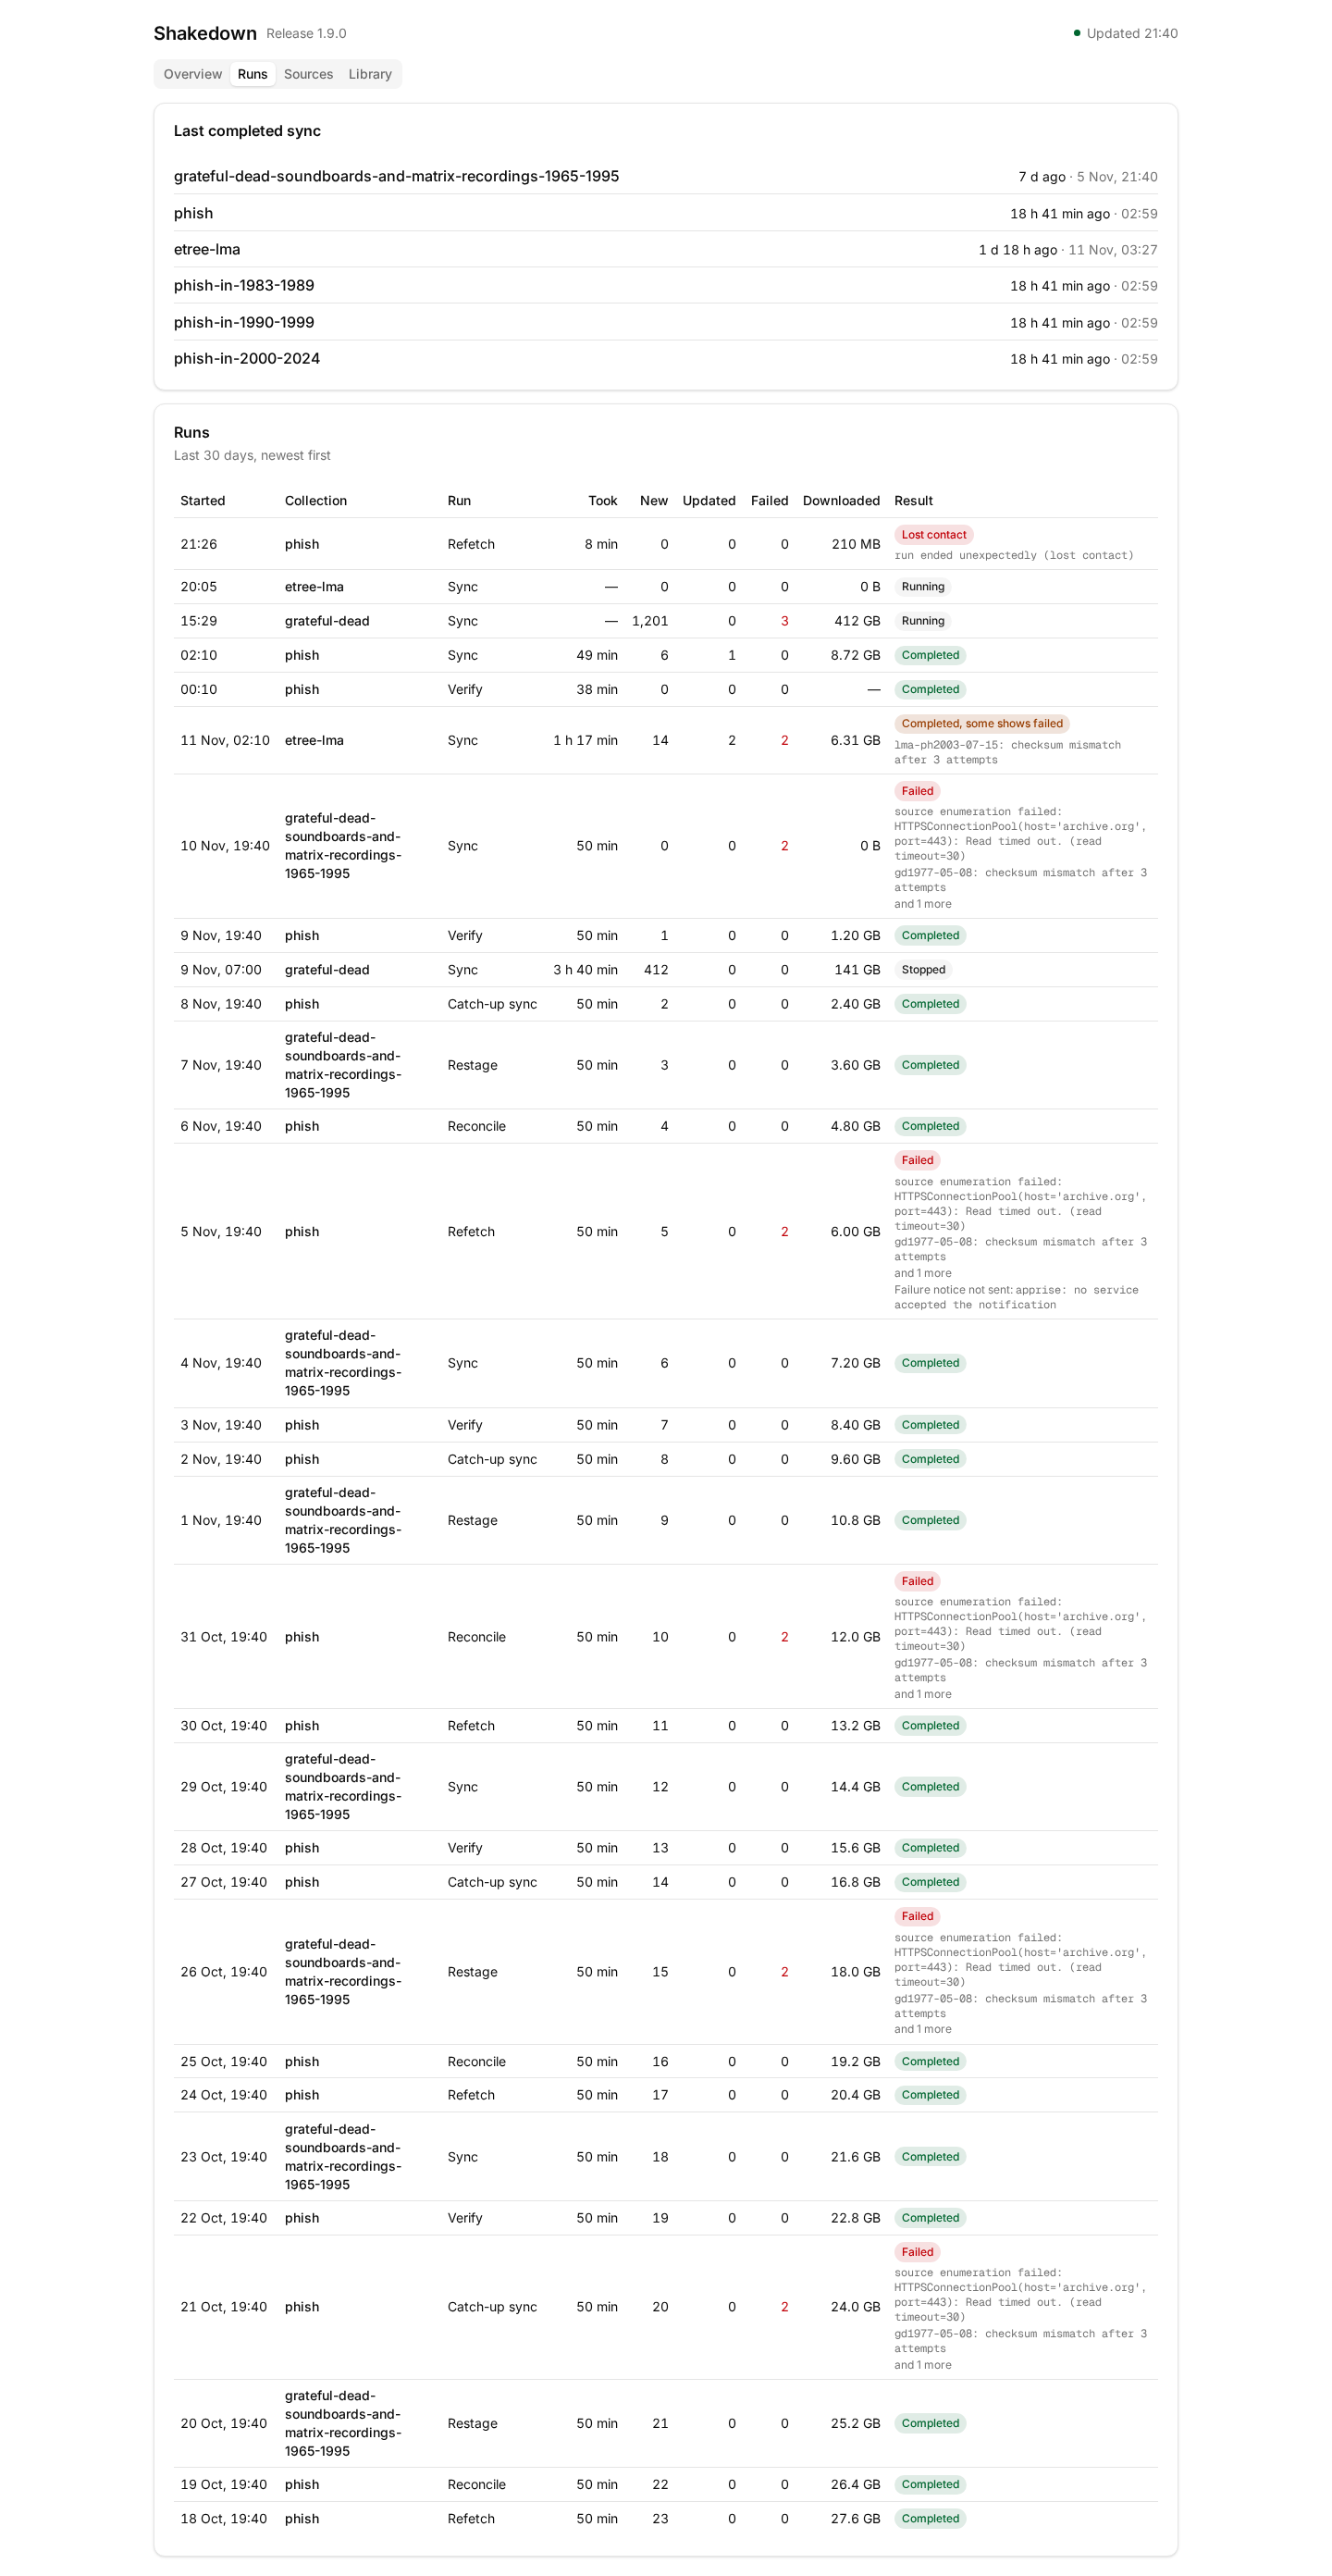 Shakedown Release 1.9.0 Updated 21:40
Overview Runs Sources Library
Last completed sync
grateful-dead-soundboards-and-matrix-recordings-1965-1995 7 d ago · 5 Nov, 21:40
phish 18 h 41 min ago · 02:59
etree-lma 1 d 18 h ago · 11 Nov, 03:27
phish-in-1983-1989 18 h 41 min ago · 02:59
phish-in-1990-1999 18 h 41 min ago · 02:59
phish-in-2000-2024 18 h 41 min ago · 02:59
Runs
Last 30 days, newest first
Started Collection Run Took New Updated Failed Downloaded Result
21:26 phish Refetch 8 min 0 0 0 210 MB Lost contact
run ended unexpectedly (lost contact)
20:05 etree-lma Sync — 0 0 0 0 B Running
15:29 grateful-dead Sync — 1,201 0 3 412 GB Running
02:10 phish Sync 49 min 6 1 0 8.72 GB Completed
00:10 phish Verify 38 min 0 0 0 — Completed
11 Nov, 02:10 etree-lma Sync 1 h 17 min 14 2 2 6.31 GB Completed, some shows failed
lma-ph2003-07-15: checksum mismatch
after 3 attempts
10 Nov, 19:40 grateful-dead-
soundboards-and-
matrix-recordings-
1965-1995 Sync 50 min 0 0 2 0 B Failed
source enumeration failed:
HTTPSConnectionPool(host='archive.org',
port=443): Read timed out. (read
timeout=30)
gd1977-05-08: checksum mismatch after 3
attempts
and 1 more
9 Nov, 19:40 phish Verify 50 min 1 0 0 1.20 GB Completed
9 Nov, 07:00 grateful-dead Sync 3 h 40 min 412 0 0 141 GB Stopped
8 Nov, 19:40 phish Catch-up sync 50 min 2 0 0 2.40 GB Completed
7 Nov, 19:40 grateful-dead-
soundboards-and-
matrix-recordings-
1965-1995 Restage 50 min 3 0 0 3.60 GB Completed
6 Nov, 19:40 phish Reconcile 50 min 4 0 0 4.80 GB Completed
5 Nov, 19:40 phish Refetch 50 min 5 0 2 6.00 GB Failed
source enumeration failed:
HTTPSConnectionPool(host='archive.org',
port=443): Read timed out. (read
timeout=30)
gd1977-05-08: checksum mismatch after 3
attempts
and 1 more
Failure notice not sent: apprise: no service
accepted the notification
4 Nov, 19:40 grateful-dead-
soundboards-and-
matrix-recordings-
1965-1995 Sync 50 min 6 0 0 7.20 GB Completed
3 Nov, 19:40 phish Verify 50 min 7 0 0 8.40 GB Completed
2 Nov, 19:40 phish Catch-up sync 50 min 8 0 0 9.60 GB Completed
1 Nov, 19:40 grateful-dead-
soundboards-and-
matrix-recordings-
1965-1995 Restage 50 min 9 0 0 10.8 GB Completed
31 Oct, 19:40 phish Reconcile 50 min 10 0 2 12.0 GB Failed
source enumeration failed:
HTTPSConnectionPool(host='archive.org',
port=443): Read timed out. (read
timeout=30)
gd1977-05-08: checksum mismatch after 3
attempts
and 1 more
30 Oct, 19:40 phish Refetch 50 min 11 0 0 13.2 GB Completed
29 Oct, 19:40 grateful-dead-
soundboards-and-
matrix-recordings-
1965-1995 Sync 50 min 12 0 0 14.4 GB Completed
28 Oct, 19:40 phish Verify 50 min 13 0 0 15.6 GB Completed
27 Oct, 19:40 phish Catch-up sync 50 min 14 0 0 16.8 GB Completed
26 Oct, 19:40 grateful-dead-
soundboards-and-
matrix-recordings-
1965-1995 Restage 50 min 15 0 2 18.0 GB Failed
source enumeration failed:
HTTPSConnectionPool(host='archive.org',
port=443): Read timed out. (read
timeout=30)
gd1977-05-08: checksum mismatch after 3
attempts
and 1 more
25 Oct, 19:40 phish Reconcile 50 min 16 0 0 19.2 GB Completed
24 Oct, 19:40 phish Refetch 50 min 17 0 0 20.4 GB Completed
23 Oct, 19:40 grateful-dead-
soundboards-and-
matrix-recordings-
1965-1995 Sync 50 min 18 0 0 21.6 GB Completed
22 Oct, 19:40 phish Verify 50 min 19 0 0 22.8 GB Completed
21 Oct, 19:40 phish Catch-up sync 50 min 20 0 2 24.0 GB Failed
source enumeration failed:
HTTPSConnectionPool(host='archive.org',
port=443): Read timed out. (read
timeout=30)
gd1977-05-08: checksum mismatch after 3
attempts
and 1 more
20 Oct, 19:40 grateful-dead-
soundboards-and-
matrix-recordings-
1965-1995 Restage 50 min 21 0 0 25.2 GB Completed
19 Oct, 19:40 phish Reconcile 50 min 22 0 0 26.4 GB Completed
18 Oct, 19:40 phish Refetch 50 min 23 0 0 27.6 GB Completed